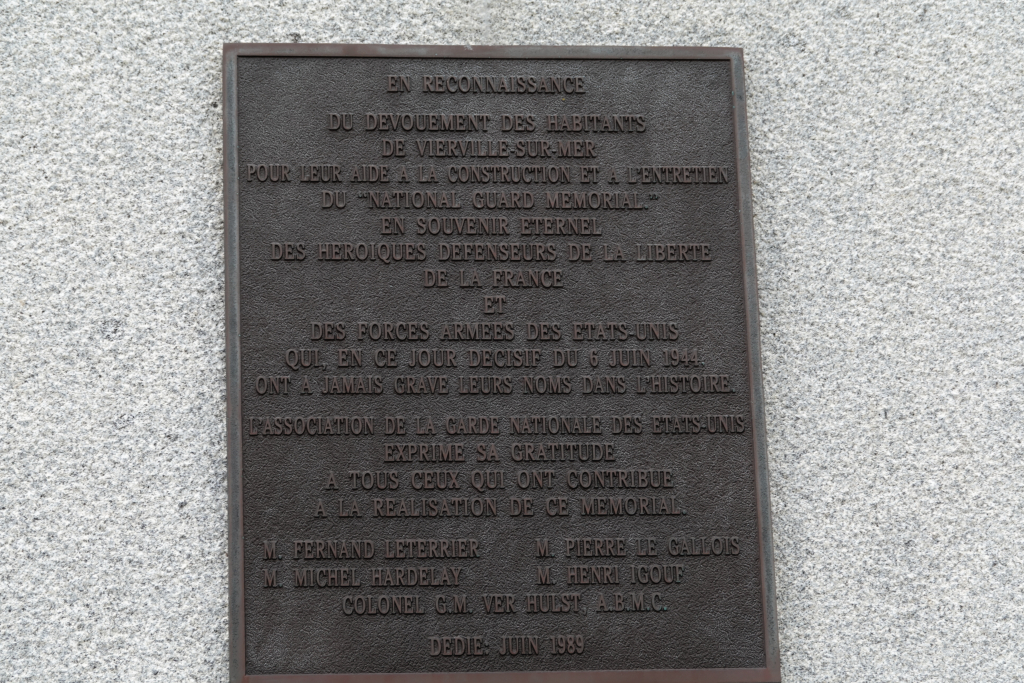 EN RECONNAISSANCE
DU DEVOUEMENT DES HABITANTS
DE VIERVILLE-SUR-MER
POUR LEUR AIDE A LA CONSTRUCTION ET A L'ENTRETIEN
DU "NATIONAL GUARD MEMORIAL."
EN SOUVENIR ETERNEL
DES HEROIQUES DEFENSEURS DE LA LIBERTE
DE LA FRANCE
ET
DES FORCES ARMEES DES ETATS-UNIS
QUI, EN CE JOUR DECISIF DU 6 JUIN 1944,
ONT A JAMAIS GRAVE LEURS NOMS DANS L'HISTOIRE.
L'ASSOCIATION DE LA GARDE NATIONALE DES ETATS-UNIS
EXPRIME SA GRATITUDE
A TOUS CEUX QUI ONT CONTRIBUE
A LA REALISATION DE CE MEMORIAL.
M. FERNAND LETERRIER M. PIERRE LE GALLOIS
M. MICHEL HARDELAY M. HENRI IGOUF
COLONEL G.M. VER HULST, A.B.M.C.
DEDIE: JUIN 1989